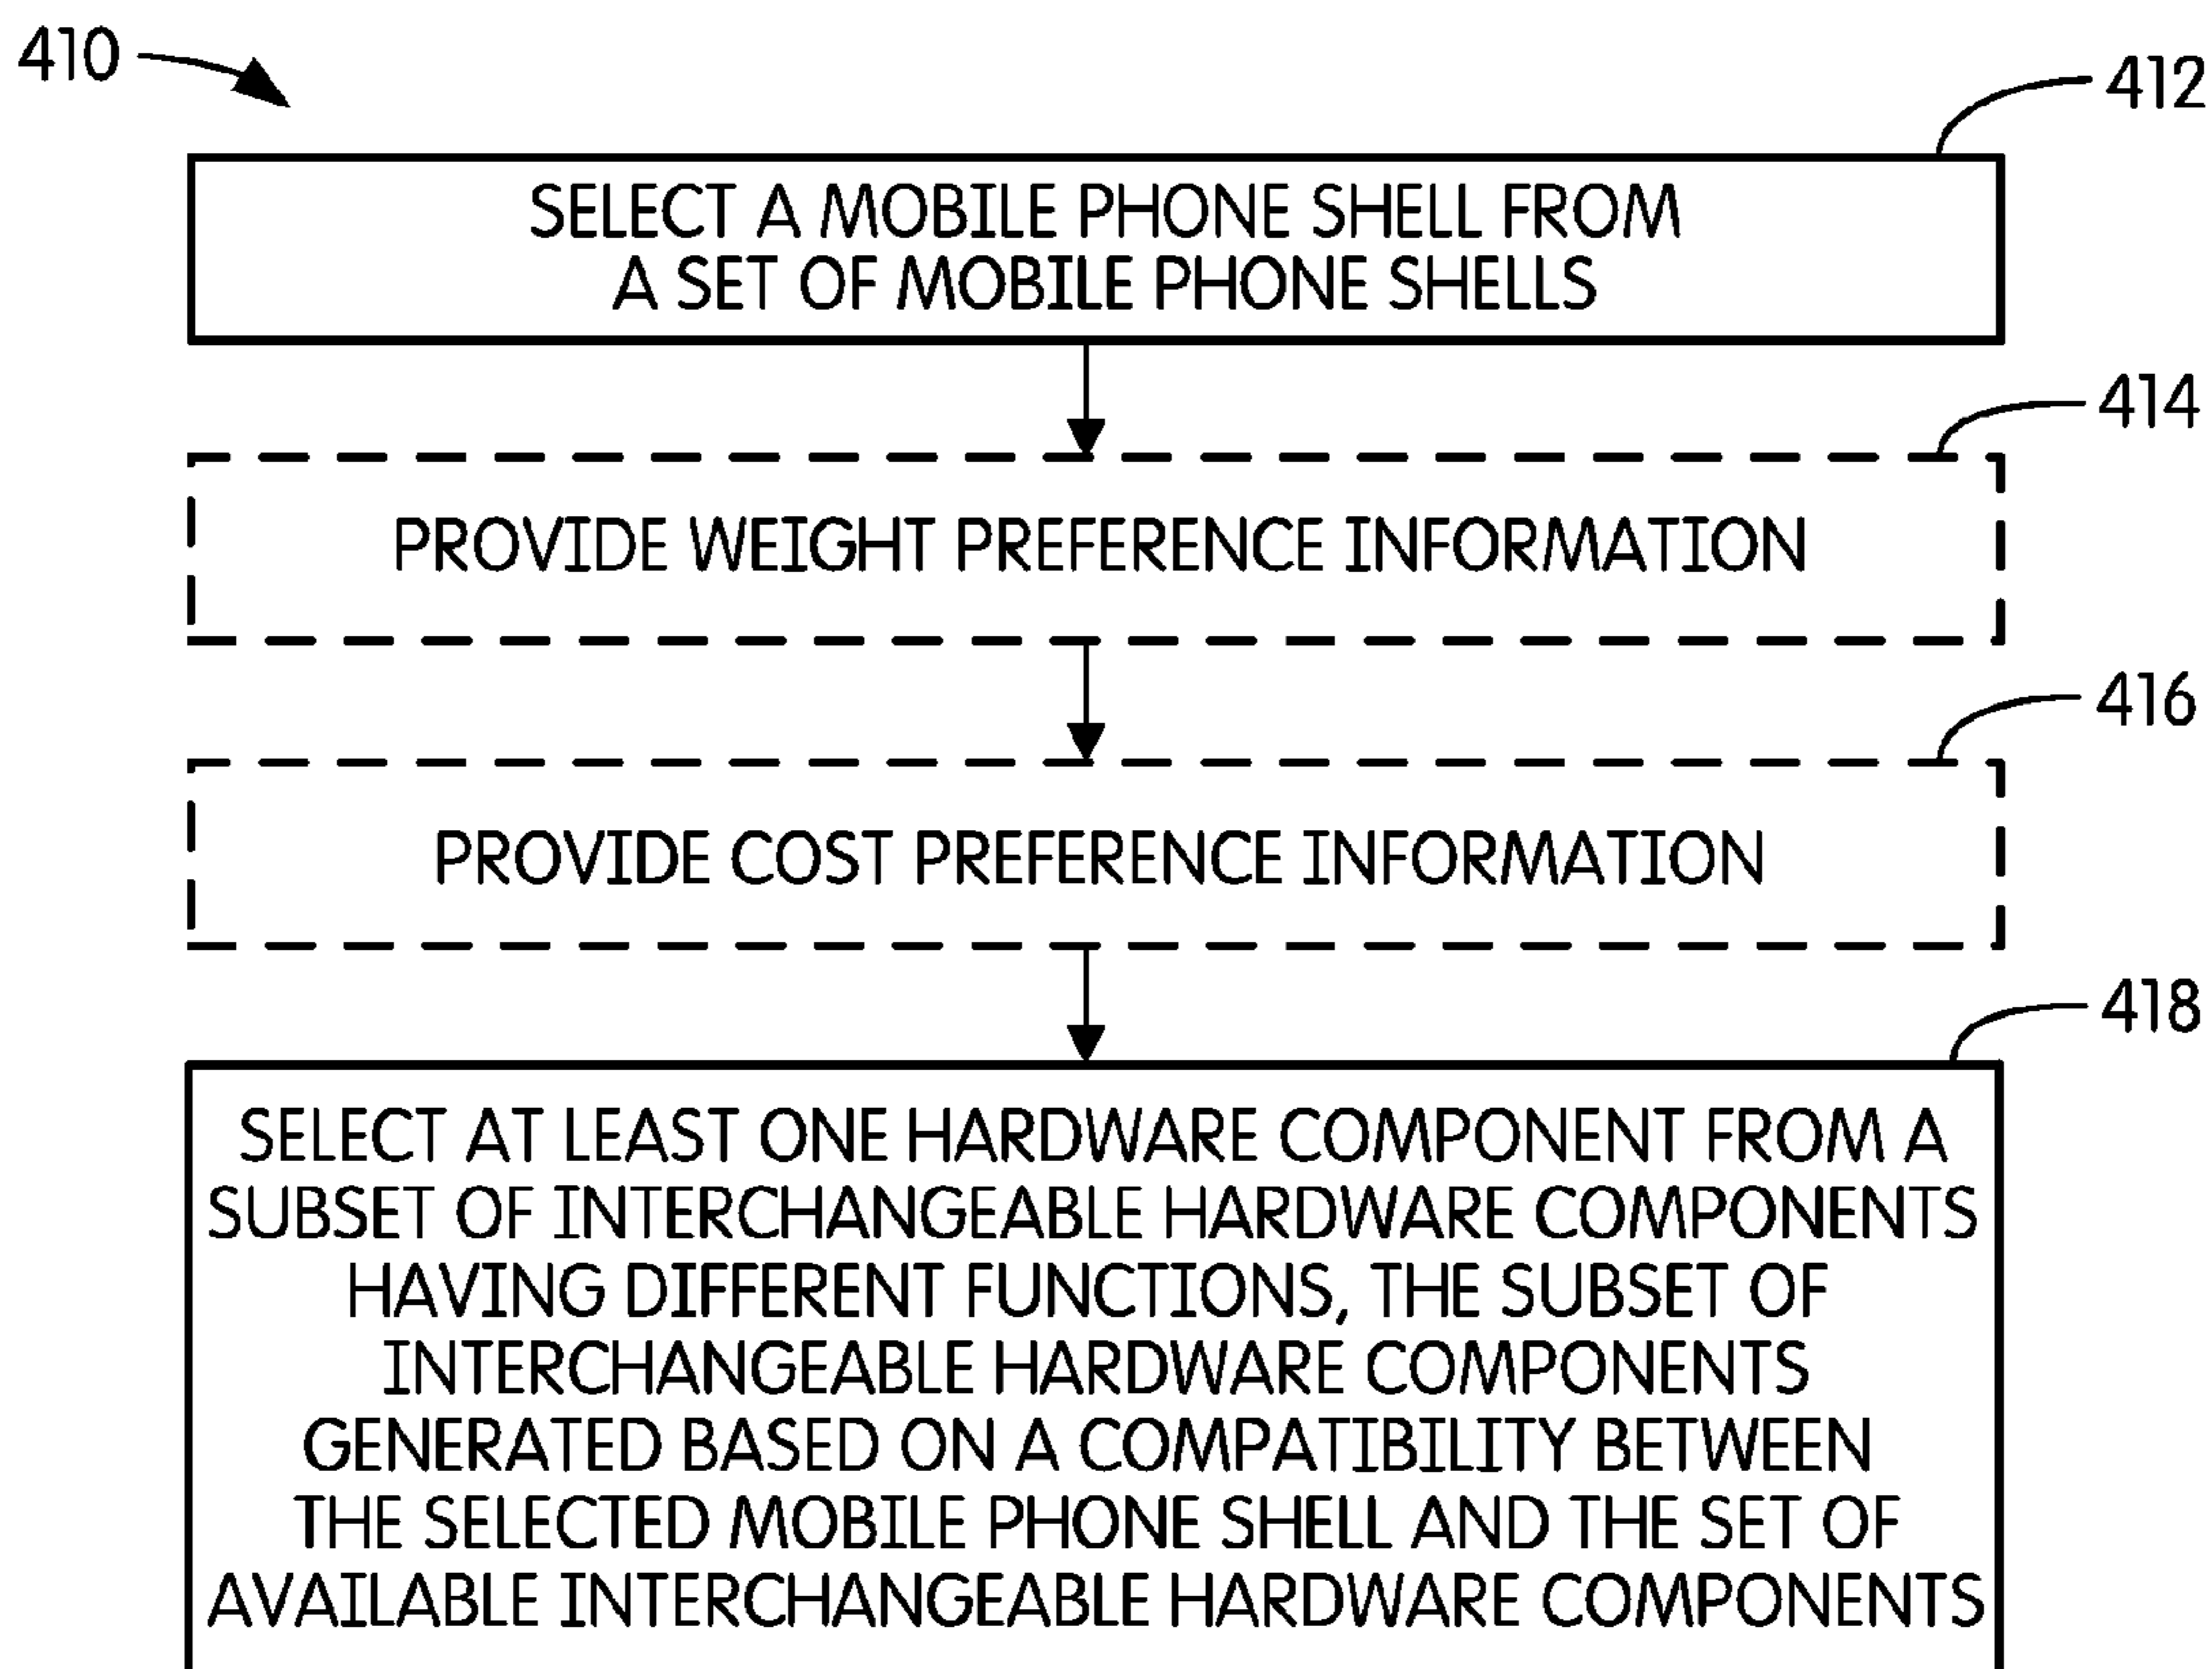 410
412
SELECT A MOBILE PHONE SHELL FROM
A SET OF MOBILE PHONE SHELLS
414
PROVIDE WEIGHT PREFERENCE INFORMATION
416
PROVIDE COST PREFERENCE INFORMATION
418
SELECT AT LEAST ONE HARDWARE COMPONENT FROM A
SUBSET OF INTERCHANGEABLE HARDWARE COMPONENTS
HAVING DIFFERENT FUNCTIONS, THE SUBSET OF
INTERCHANGEABLE HARDWARE COMPONENTS
GENERATED BASED ON A COMPATIBILITY BETWEEN
THE SELECTED MOBILE PHONE SHELL AND THE SET OF
AVAILABLE INTERCHANGEABLE HARDWARE COMPONENTS